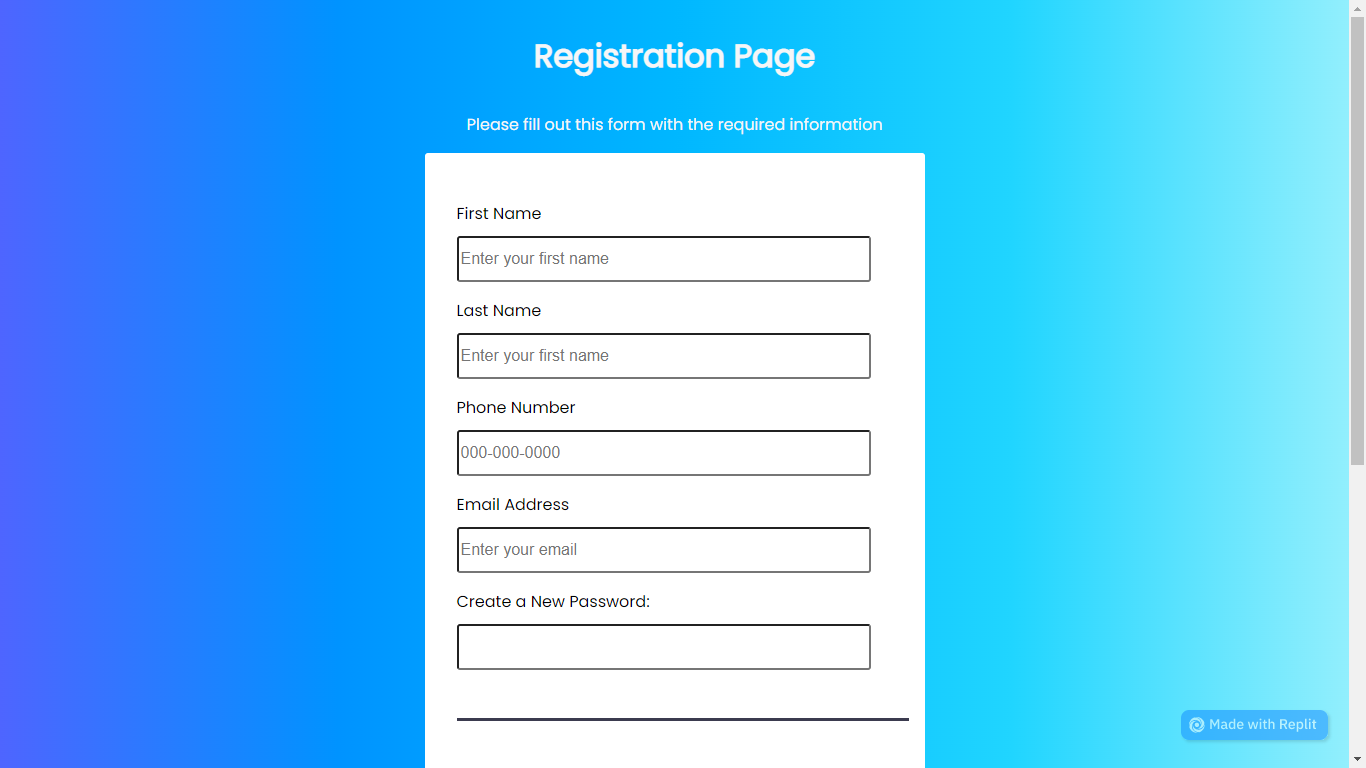 Registration Page
Please fill out this form with the required information
First Name
Enter your first name
Last Name
Enter your first name
Phone Number
000-000-0000
Email Address
Enter your email
Create a New Password:
Made with Replit